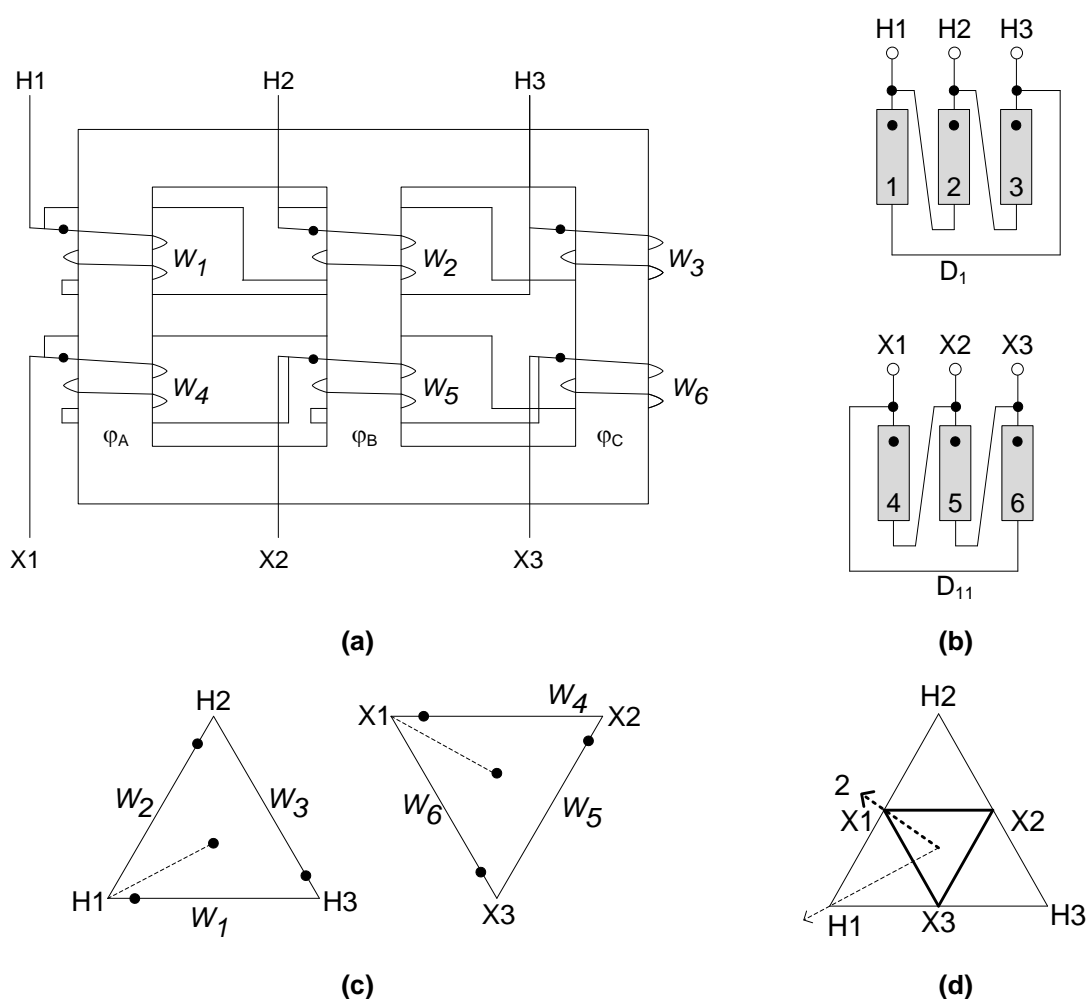 H1 H2 H3
W1 W2 W3
W4 W5 W6
φA φB φC
X1 X2 X3
(a)
H1 H2 H3
1 2 3
D1
X1 X2 X3
4 5 6
D11
(b)
H2
W2 W3
H1 W1 H3
X1 W4 X2
W6 W5
X3
(c)
H2
2
X1 X2
H1 X3 H3
(d)